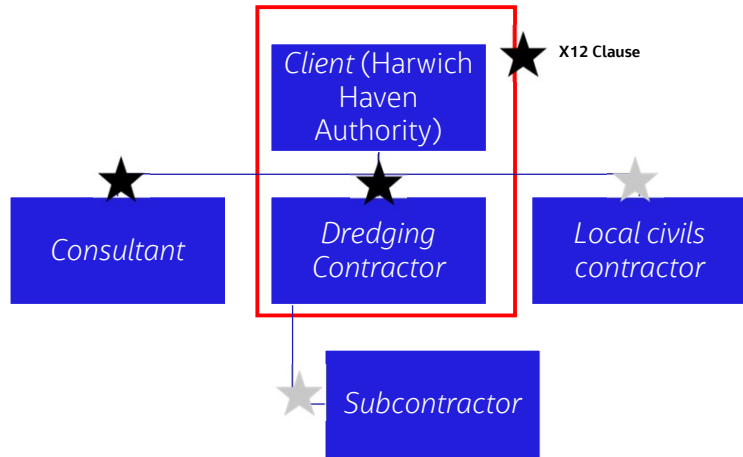 Client (Harwich
Haven
Authority)
X12 Clause
Consultant
Dredging
Contractor
Local civils
contractor
Subcontractor